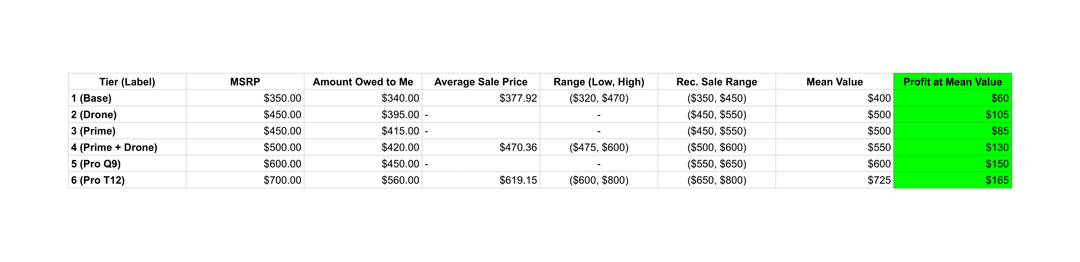 Tier (Label) MSRP Amount Owed to Me Average Sale Price Range (Low, High) Rec. Sale Range Mean Value Profit at Mean Value
1 (Base) $350.00 $340.00 $377.92 ($320, $470) ($350, $450) $400 $60
2 (Drone) $450.00 $395.00 - - ($450, $550) $500 $105
3 (Prime) $450.00 $415.00 - - ($450, $550) $500 $85
4 (Prime + Drone) $500.00 $420.00 $470.36 ($475, $600) ($500, $600) $550 $130
5 (Pro Q9) $600.00 $450.00 - - ($550, $650) $600 $150
6 (Pro T12) $700.00 $560.00 $619.15 ($600, $800) ($650, $800) $725 $165